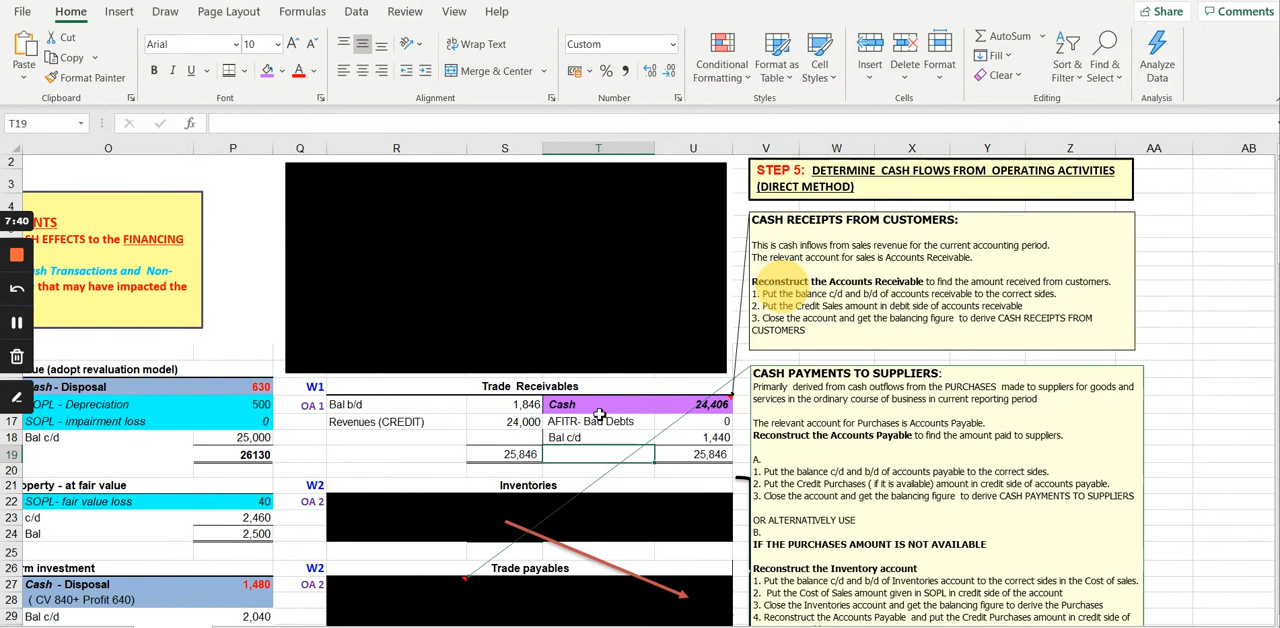 File Home Insert Draw Page Layout Formulas Data Review View Help Share Comments
Paste Cut Copy Format Painter Clipboard
Arial 10 A A B I U A Font
Wrap Text Merge & Center Alignment
Custom % Number
Conditional Formatting Format as Table Cell Styles Styles
Insert Delete Format Cells
AutoSum Fill Clear Sort & Filter Find & Select Editing
Analyze Data Analysis
T19 fx
O P Q R S T U V W X Y Z AA AB
2
3
4
7:40
NTS
SH EFFECTS to the FINANCING
sh Transactions and Non-
that may have impacted the
ue (adopt revaluation model)
ash - Disposal 630
SOPL - Depreciation 500
17 SOPL - impairment loss 0
18 Bal c/d 25,000
19 26130
20
21 operty - at fair value
22 SOPL- fair value loss 40
23 c/d 2,460
24 Bal 2,500
25
26 rm investment
27 Cash - Disposal 1,480
28 ( CV 840+ Profit 640)
29 Bal c/d 2,040
W1 Trade Receivables
OA 1 Bal b/d 1,846 Cash 24,406
Revenues (CREDIT) 24,000 AFITR- Bad Debts 0
Bal c/d 1,440
25,846 25,846
W2 Inventories
OA 2
W2 Trade payables
OA 2
STEP 5: DETERMINE CASH FLOWS FROM OPERATING ACTIVITIES
(DIRECT METHOD)
CASH RECEIPTS FROM CUSTOMERS:
This is cash inflows from sales revenue for the current accounting period.
The relevant account for sales is Accounts Receivable.
Reconstruct the Accounts Receivable to find the amount received from customers.
1. Put the balance c/d and b/d of accounts receivable to the correct sides.
2. Put the Credit Sales amount in debit side of accounts receivable
3. Close the account and get the balancing figure to derive CASH RECEIPTS FROM
CUSTOMERS
CASH PAYMENTS TO SUPPLIERS:
Primarily derived from cash outflows from the PURCHASES made to suppliers for goods and
services in the ordinary course of business in current reporting period
The relevant account for Purchases is Accounts Payable.
Reconstruct the Accounts Payable to find the amount paid to suppliers.
A.
1. Put the balance c/d and b/d of accounts payable to the correct sides.
2. Put the Credit Purchases ( if it is available) amount in credit side of accounts payable.
3. Close the account and get the balancing figure to derive CASH PAYMENTS TO SUPPLIERS
OR ALTERNATIVELY USE
B.
IF THE PURCHASES AMOUNT IS NOT AVAILABLE
Reconstruct the Inventory account
1. Put the balance c/d and b/d of Inventories account to the correct sides in the Cost of sales.
2. Put the Cost of Sales amount given in SOPL in credit side of the account
3. Close the Inventories account and get the balancing figure to derive the Purchases
4. Reconstruct the Accounts Payable and put the Credit Purchases amount in credit side of